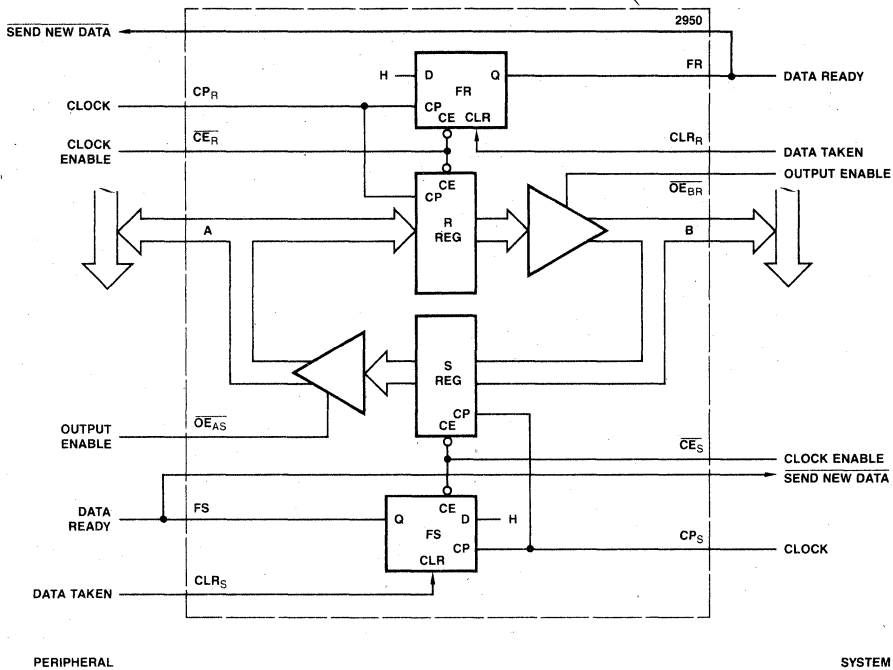 2950
SEND NEW DATA
FR
H
D
Q
FR
DATA READY
CLOCK
CP_R
CP
CE
CLR
CLOCK
ENABLE
CE_R
CLR_R
DATA TAKEN
OUTPUT ENABLE
CE
CP
OE_BR
R
REG
A
B
S
REG
CP
CE
OUTPUT
ENABLE
OE_AS
CE_S
CLOCK ENABLE
SEND NEW DATA
DATA
READY
FS
CE
Q
D
H
FS
CP
CLR
CP_S
CLOCK
CLR_S
DATA TAKEN
PERIPHERAL
SYSTEM